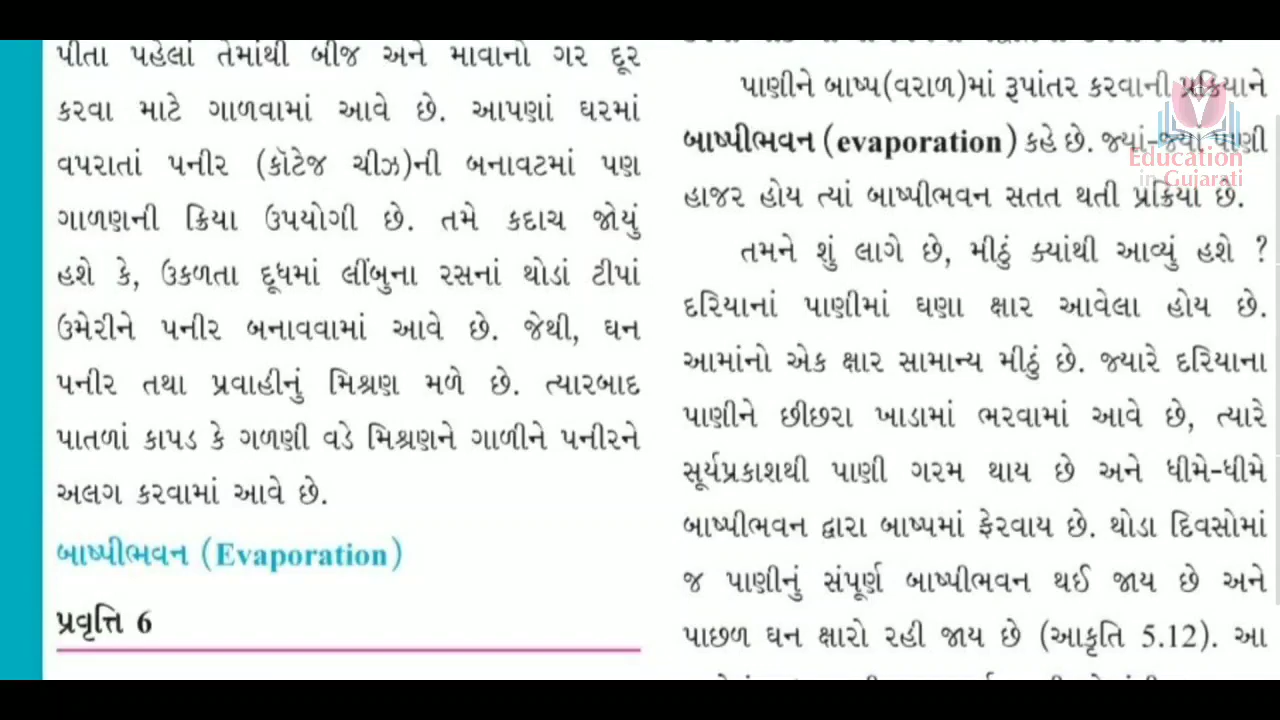 પીતા પહેલાં તેમાંથી બીજ અને માવાનો ગર દૂર
કરવા માટે ગાળવામાં આવે છે. આપણાં ઘરમાં
વપરાતાં પનીર (કૉટેજ ચીઝ)ની બનાવટમાં પણ
ગાળણની ક્રિયા ઉપયોગી છે. તમે કદાચ જોયું
હશે કે, ઉકળતા દૂધમાં લીંબુના રસનાં થોડાં ટીપાં
ઉમેરીને પનીર બનાવવામાં આવે છે. જેથી, ઘન
પનીર તથા પ્રવાહીનું મિશ્રણ મળે છે. ત્યારબાદ
પાતળાં કાપડ કે ગળણી વડે મિશ્રણને ગાળીને પનીરને
અલગ કરવામાં આવે છે.
બાષ્પીભવન (Evaporation)
પ્રવૃત્તિ 6
પાણીને બાષ્પ(વરાળ)માં રૂપાંતર કરવાની પ્રક્રિયાને
બાષ્પીભવન (evaporation) કહે છે. જ્યાં-જ્યાં પાણી
હાજર હોય ત્યાં બાષ્પીભવન સતત થતી પ્રક્રિયા છે.
તમને શું લાગે છે, મીઠું ક્યાંથી આવ્યું હશે ?
દરિયાનાં પાણીમાં ઘણા ક્ષાર આવેલા હોય છે.
આમાંનો એક ક્ષાર સામાન્ય મીઠું છે. જ્યારે દરિયાના
પાણીને છીછરા ખાડામાં ભરવામાં આવે છે, ત્યારે
સૂર્યપ્રકાશથી પાણી ગરમ થાય છે અને ધીમે-ધીમે
બાષ્પીભવન દ્વારા બાષ્પમાં ફેરવાય છે. થોડા દિવસોમાં
જ પાણીનું સંપૂર્ણ બાષ્પીભવન થઈ જાય છે અને
પાછળ ઘન ક્ષારો રહી જાય છે (આકૃતિ 5.12). આ
Education
in Gujarati